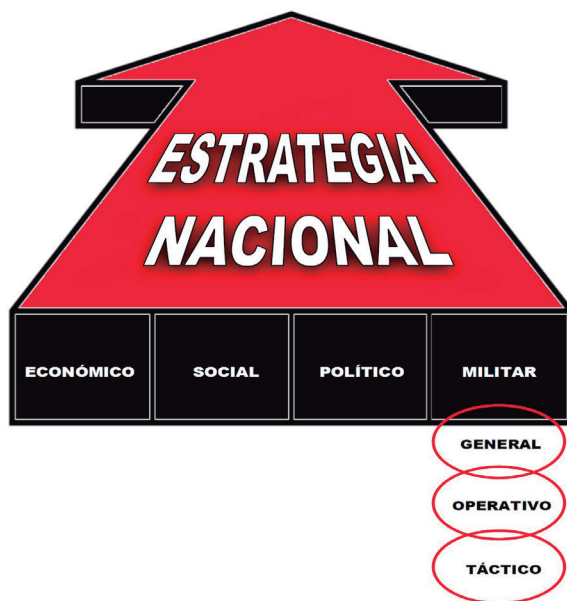 ESTRATEGIA
NACIONAL
ECONÓMICO SOCIAL POLÍTICO MILITAR
GENERAL
OPERATIVO
TÁCTICO